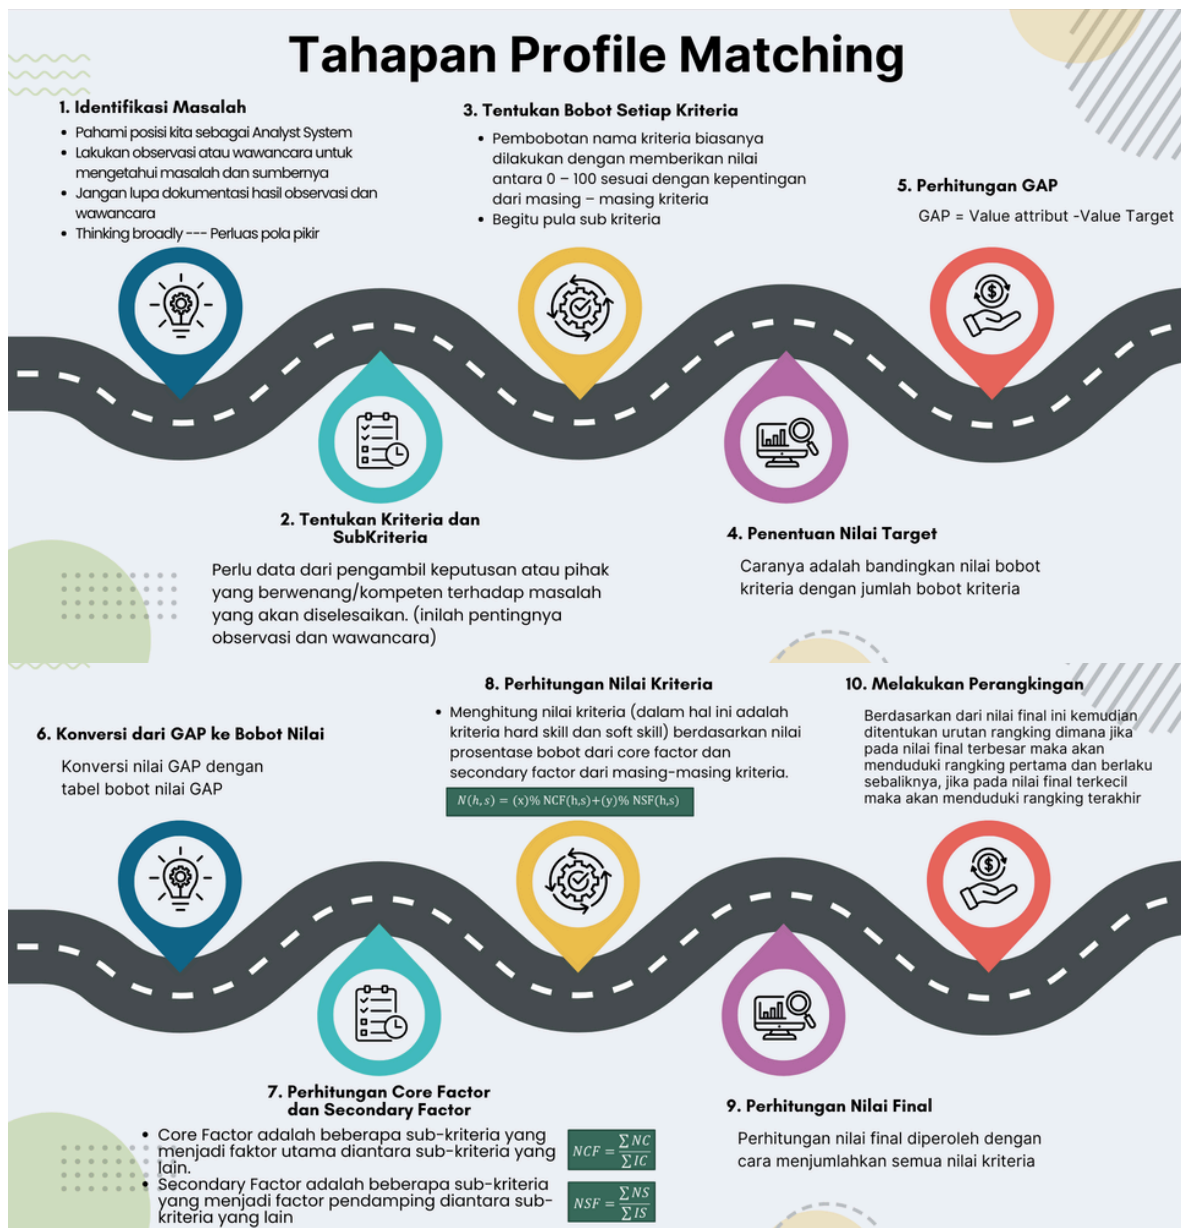 Tahapan Profile Matching
1. Identifikasi Masalah
• Pahami posisi kita sebagai Analyst System
• Lakukan observasi atau wawancara untuk
mengetahui masalah dan sumbernya
• Jangan lupa dokumentasi hasil observasi dan
wawancara
• Thinking broadly --- Perluas pola pikir
2. Tentukan Kriteria dan
SubKriteria
Perlu data dari pengambil keputusan atau pihak
yang berwenang/kompeten terhadap masalah
yang akan diselesaikan. (inilah pentingnya
observasi dan wawancara)
3. Tentukan Bobot Setiap Kriteria
• Pembobotan nama kriteria biasanya
dilakukan dengan memberikan nilai
antara 0 – 100 sesuai dengan kepentingan
dari masing – masing kriteria
• Begitu pula sub kriteria
4. Penentuan Nilai Target
Caranya adalah bandingkan nilai bobot
kriteria dengan jumlah bobot kriteria
5. Perhitungan GAP
GAP = Value attribut -Value Target
6. Konversi dari GAP ke Bobot Nilai
Konversi nilai GAP dengan
tabel bobot nilai GAP
7. Perhitungan Core Factor
dan Secondary Factor
• Core Factor adalah beberapa sub-kriteria yang
menjadi faktor utama diantara sub-kriteria yang
lain.
• Secondary Factor adalah beberapa sub-kriteria
yang menjadi factor pendamping diantara sub-
kriteria yang lain
NCF = ∑ NC / ∑ IC
NSF = ∑ NS / ∑ IS
8. Perhitungan Nilai Kriteria
• Menghitung nilai kriteria (dalam hal ini adalah
kriteria hard skill dan soft skill) berdasarkan nilai
prosentase bobot dari core factor dan
secondary factor dari masing-masing kriteria.
N(h, s) = (x)% NCF(h,s)+(y)% NSF(h,s)
9. Perhitungan Nilai Final
Perhitungan nilai final diperoleh dengan
cara menjumlahkan semua nilai kriteria
10. Melakukan Perangkingan
Berdasarkan dari nilai final ini kemudian
ditentukan urutan rangking dimana jika
pada nilai final terbesar maka akan
menduduki rangking pertama dan berlaku
sebaliknya, jika pada nilai final terkecil
maka akan menduduki rangking terakhir